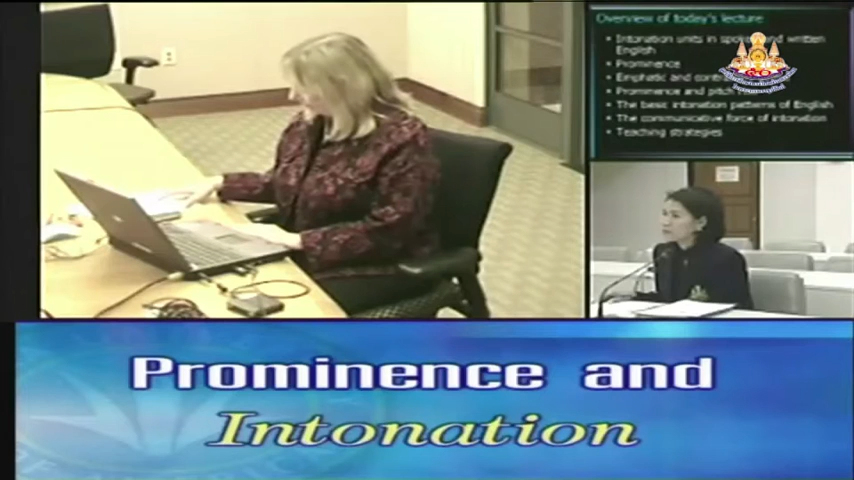 Overview of today's lecture
• Intonation units in spoken and written
English
• Prominence
• Emphatic and
• Prominence and pitch
• The basic intonation patterns of English
• The communicative force of intonation
• Teaching strategies
Prominence and
Intonation